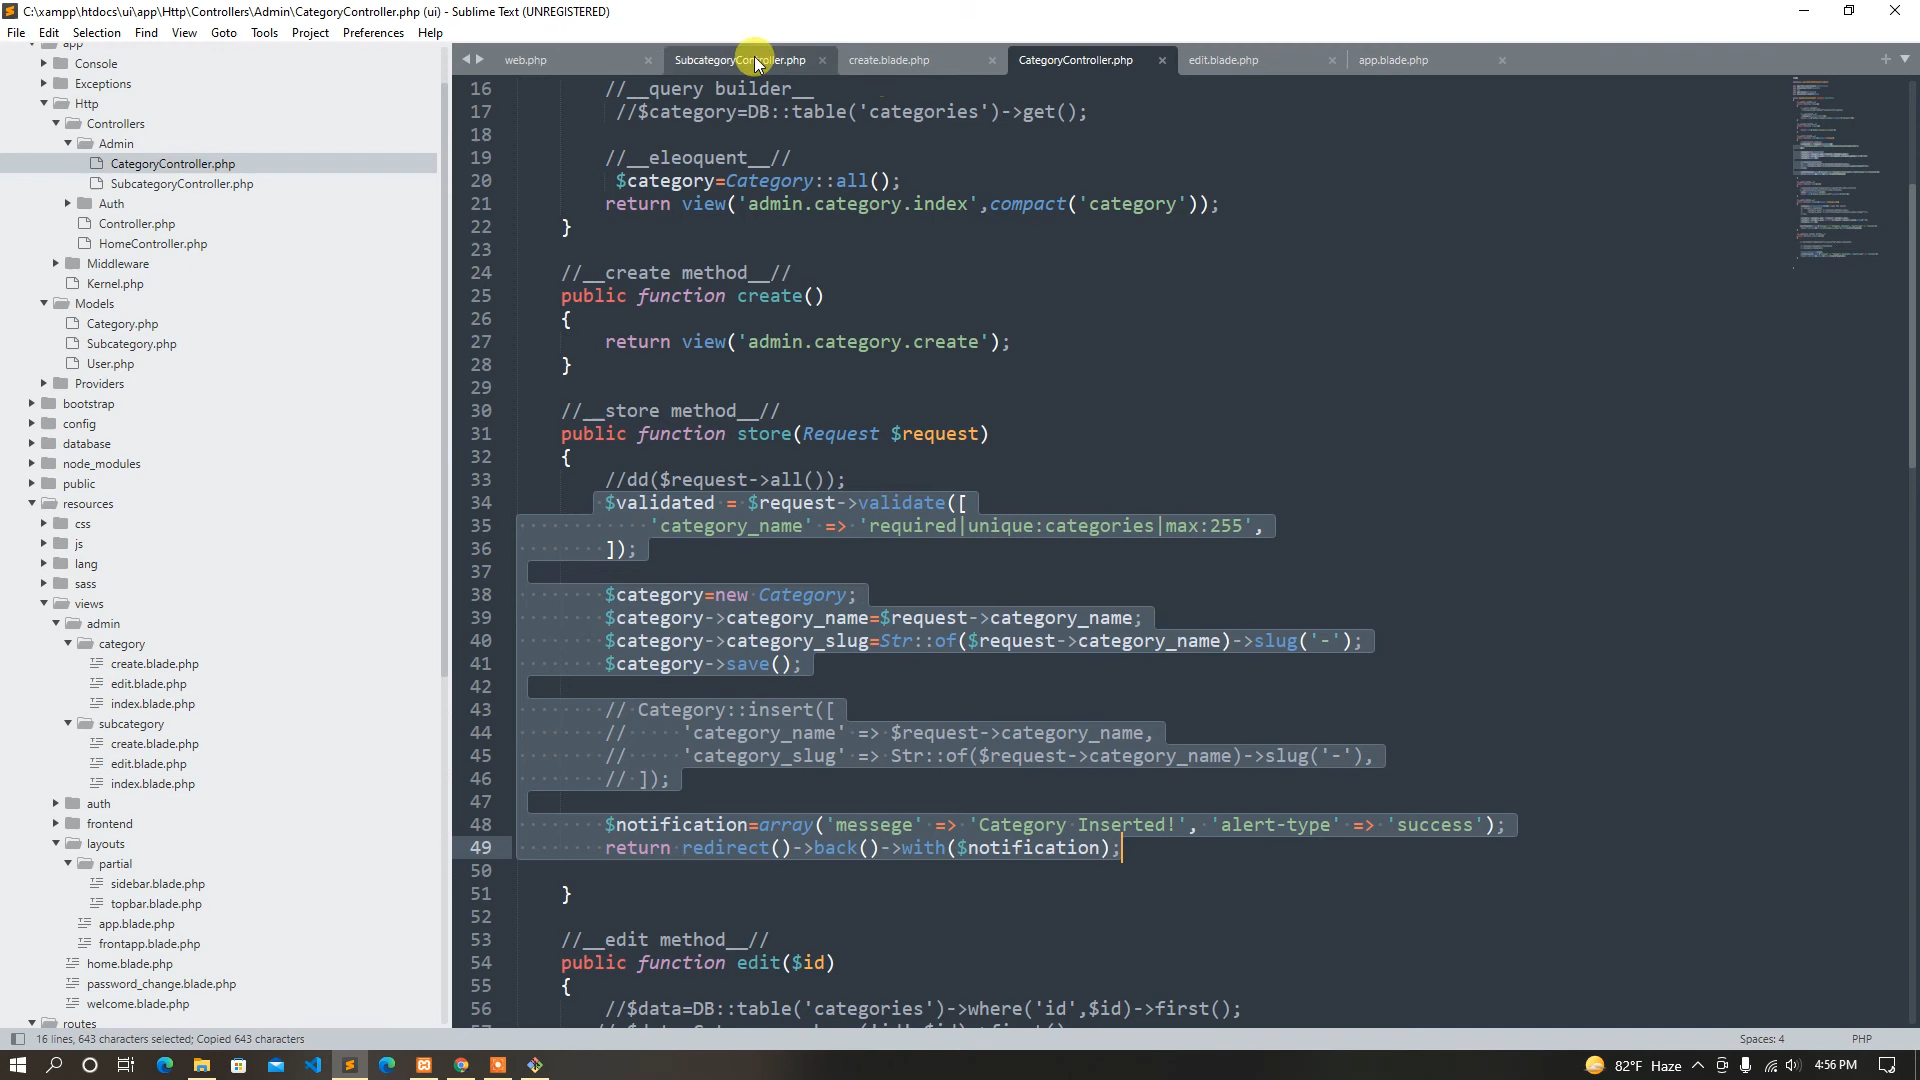 C:\xampp\htdocs\ui\app\Http\Controllers\Admin\CategoryController.php (ui) - Sublime Text (UNREGISTERED)
File Edit Selection Find View Goto Tools Project Preferences Help
app
Console
Exceptions
Http
Controllers
Admin
CategoryController.php
SubcategoryController.php
Auth
Controller.php
HomeController.php
Middleware
Kernel.php
Models
Category.php
Subcategory.php
User.php
Providers
bootstrap
config
database
node_modules
public
resources
css
js
lang
sass
views
admin
category
create.blade.php
edit.blade.php
index.blade.php
subcategory
create.blade.php
edit.blade.php
index.blade.php
auth
frontend
layouts
partial
sidebar.blade.php
topbar.blade.php
app.blade.php
frontapp.blade.php
home.blade.php
password_change.blade.php
welcome.blade.php
routes
web.php SubcategoryController.php create.blade.php CategoryController.php edit.blade.php app.blade.php
16 //__query builder__
17 //$category=DB::table('categories')->get();
18
19 //__eleoquent__//
20 $category=Category::all();
21 return view('admin.category.index',compact('category'));
22 }
23
24 //__create method__//
25 public function create()
26 {
27 return view('admin.category.create');
28 }
29
30 //__store method__//
31 public function store(Request $request)
32 {
33 //dd($request->all());
34 $validated = $request->validate([
35 'category_name' => 'required|unique:categories|max:255',
36 ]);
37
38 $category=new Category;
39 $category->category_name=$request->category_name;
40 $category->category_slug=Str::of($request->category_name)->slug('-');
41 $category->save();
42
43 // Category::insert([
44 // 'category_name' => $request->category_name,
45 // 'category_slug' => Str::of($request->category_name)->slug('-'),
46 // ]);
47
48 $notification=array('messege' => 'Category Inserted!', 'alert-type' => 'success');
49 return redirect()->back()->with($notification);
50
51 }
52
53 //__edit method__//
54 public function edit($id)
55 {
56 //$data=DB::table('categories')->where('id',$id)->first();
16 lines, 643 characters selected; Copied 643 characters Spaces: 4 PHP
82°F Haze 4:56 PM